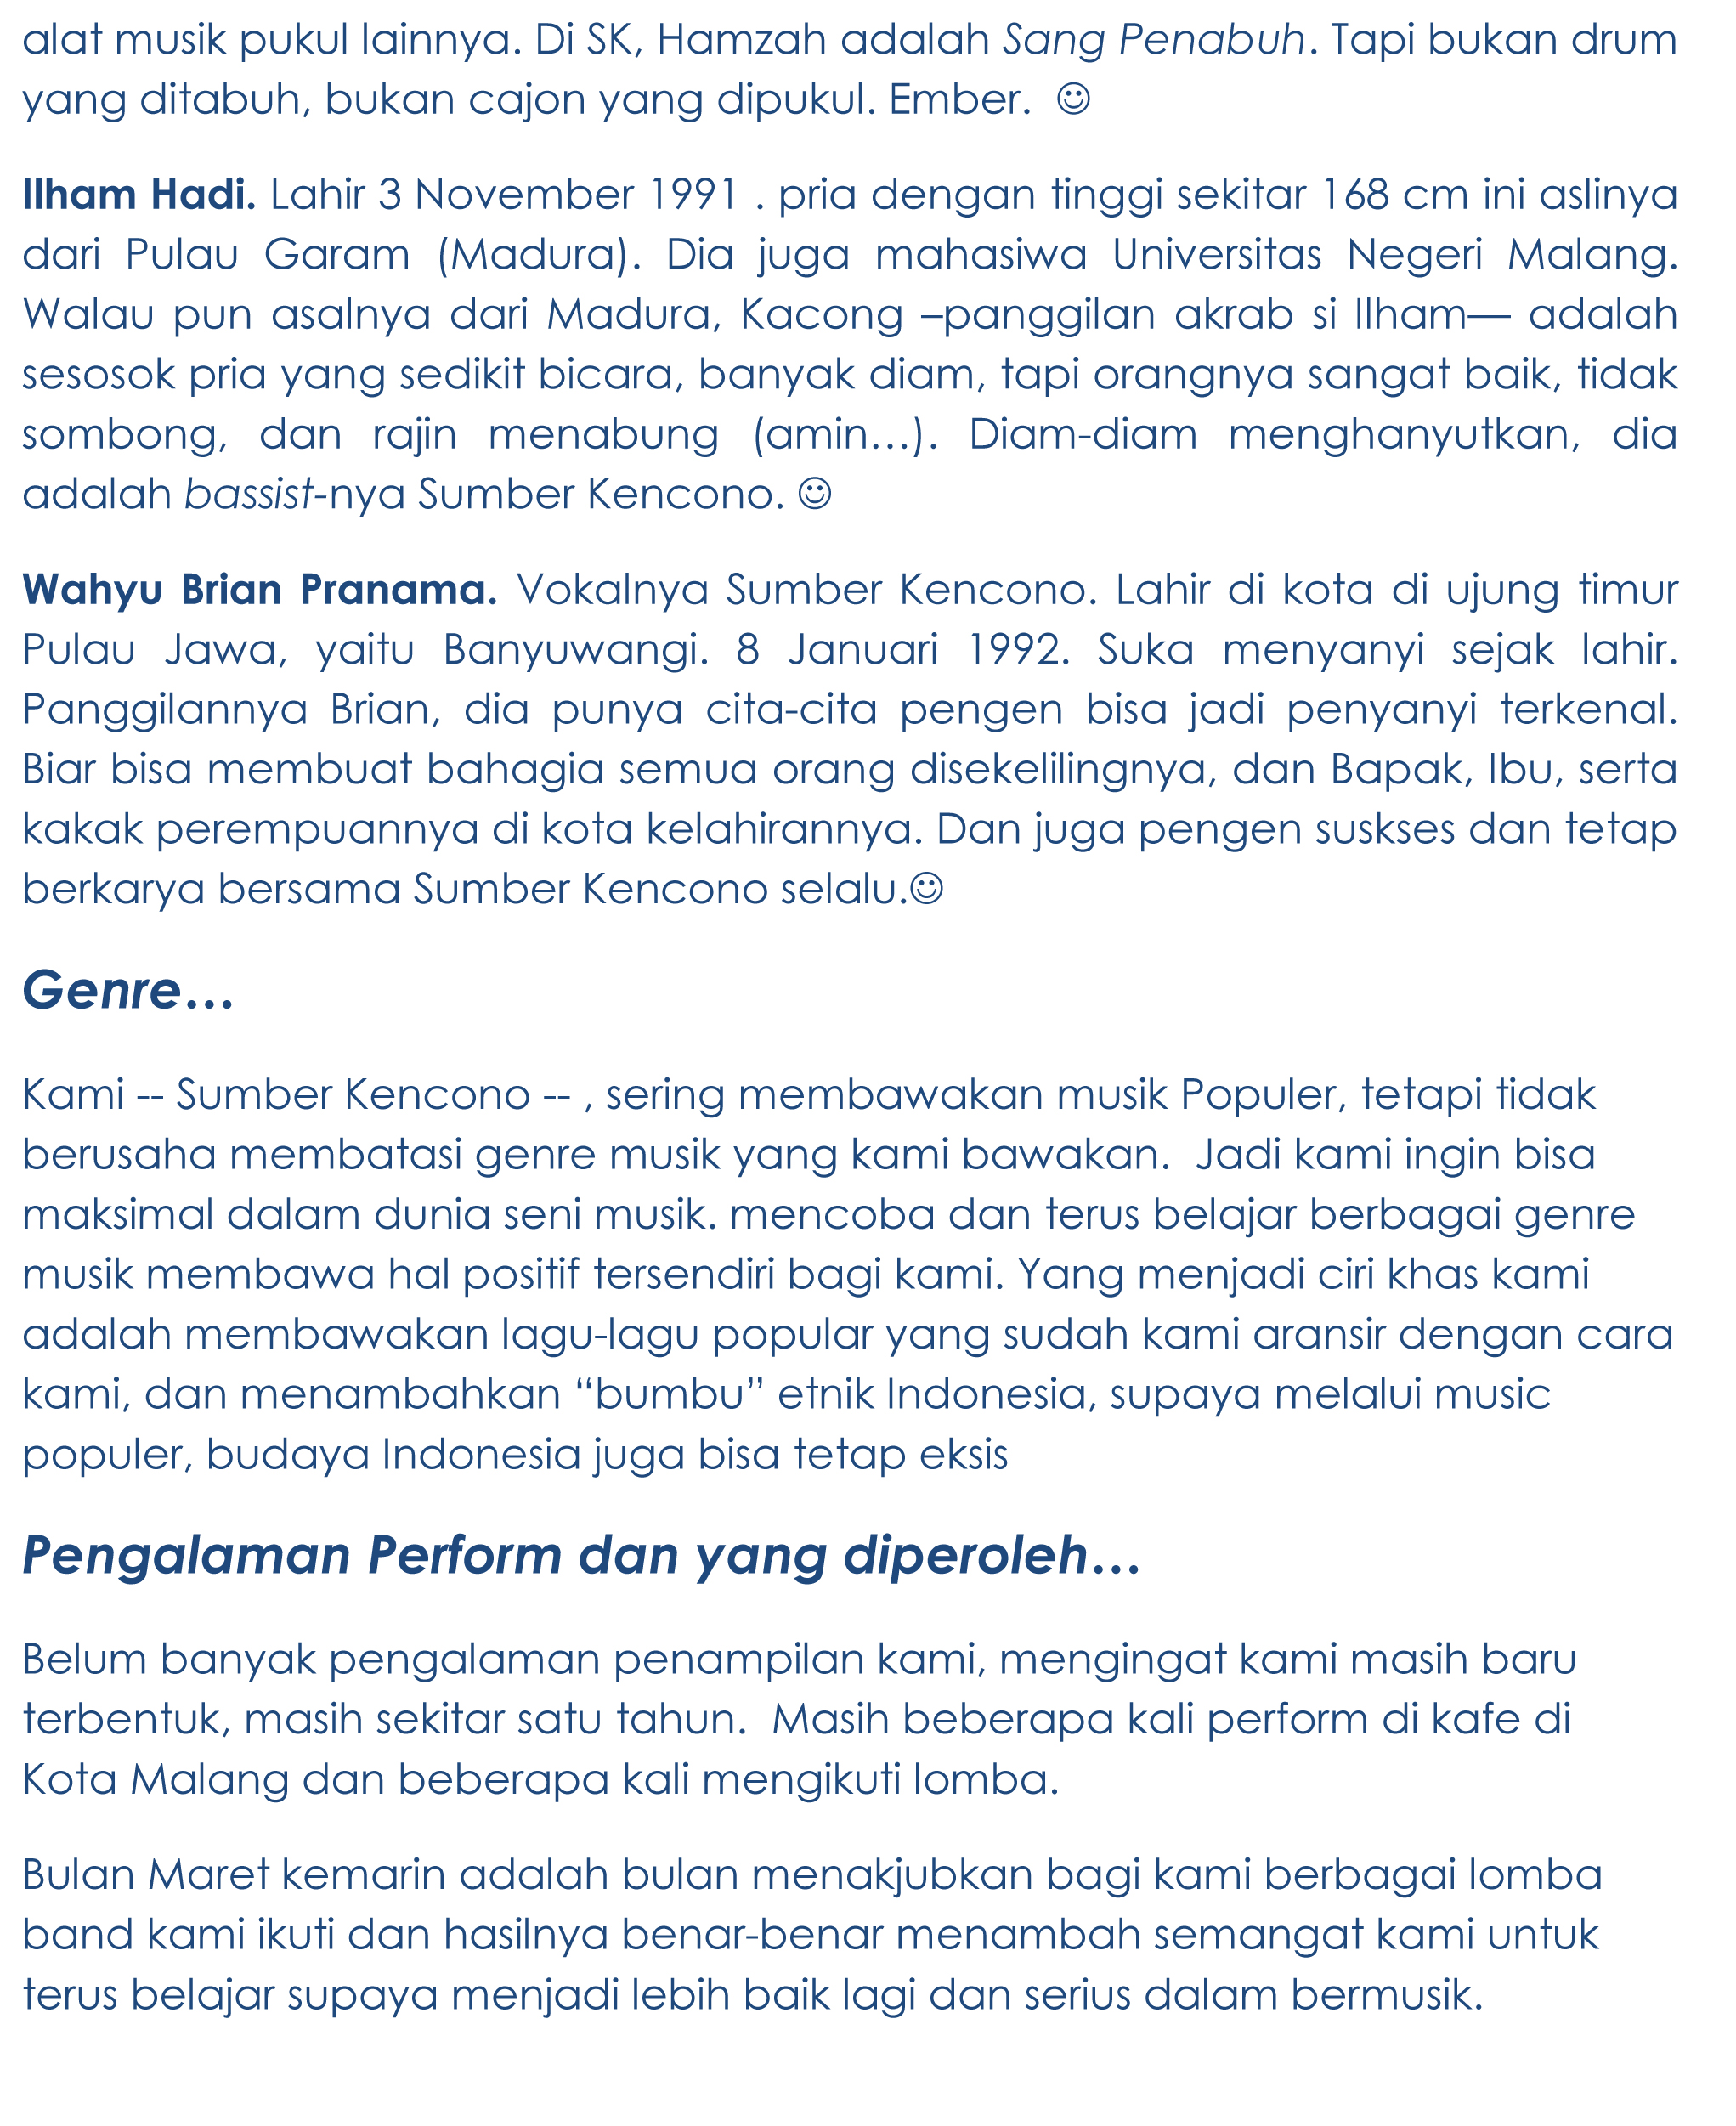 alat musik pukul lainnya. Di SK, Hamzah adalah Sang Penabuh. Tapi bukan drum
yang ditabuh, bukan cajon yang dipukul. Ember. ☺
Ilham Hadi. Lahir 3 November 1991 . pria dengan tinggi sekitar 168 cm ini aslinya
dari Pulau Garam (Madura). Dia juga mahasiwa Universitas Negeri Malang.
Walau pun asalnya dari Madura, Kacong –panggilan akrab si Ilham— adalah
sesosok pria yang sedikit bicara, banyak diam, tapi orangnya sangat baik, tidak
sombong, dan rajin menabung (amin…). Diam-diam menghanyutkan, dia
adalah bassist-nya Sumber Kencono. ☺
Wahyu Brian Pranama. Vokalnya Sumber Kencono. Lahir di kota di ujung timur
Pulau Jawa, yaitu Banyuwangi. 8 Januari 1992. Suka menyanyi sejak lahir.
Panggilannya Brian, dia punya cita-cita pengen bisa jadi penyanyi terkenal.
Biar bisa membuat bahagia semua orang disekelilingnya, dan Bapak, Ibu, serta
kakak perempuannya di kota kelahirannya. Dan juga pengen suskses dan tetap
berkarya bersama Sumber Kencono selalu.☺
Genre…
Kami -- Sumber Kencono -- , sering membawakan musik Populer, tetapi tidak
berusaha membatasi genre musik yang kami bawakan.  Jadi kami ingin bisa
maksimal dalam dunia seni musik. mencoba dan terus belajar berbagai genre
musik membawa hal positif tersendiri bagi kami. Yang menjadi ciri khas kami
adalah membawakan lagu-lagu popular yang sudah kami aransir dengan cara
kami, dan menambahkan “bumbu” etnik Indonesia, supaya melalui music
populer, budaya Indonesia juga bisa tetap eksis
Pengalaman Perform dan yang diperoleh…
Belum banyak pengalaman penampilan kami, mengingat kami masih baru
terbentuk, masih sekitar satu tahun.  Masih beberapa kali perform di kafe di
Kota Malang dan beberapa kali mengikuti lomba.
Bulan Maret kemarin adalah bulan menakjubkan bagi kami berbagai lomba
band kami ikuti dan hasilnya benar-benar menambah semangat kami untuk
terus belajar supaya menjadi lebih baik lagi dan serius dalam bermusik.